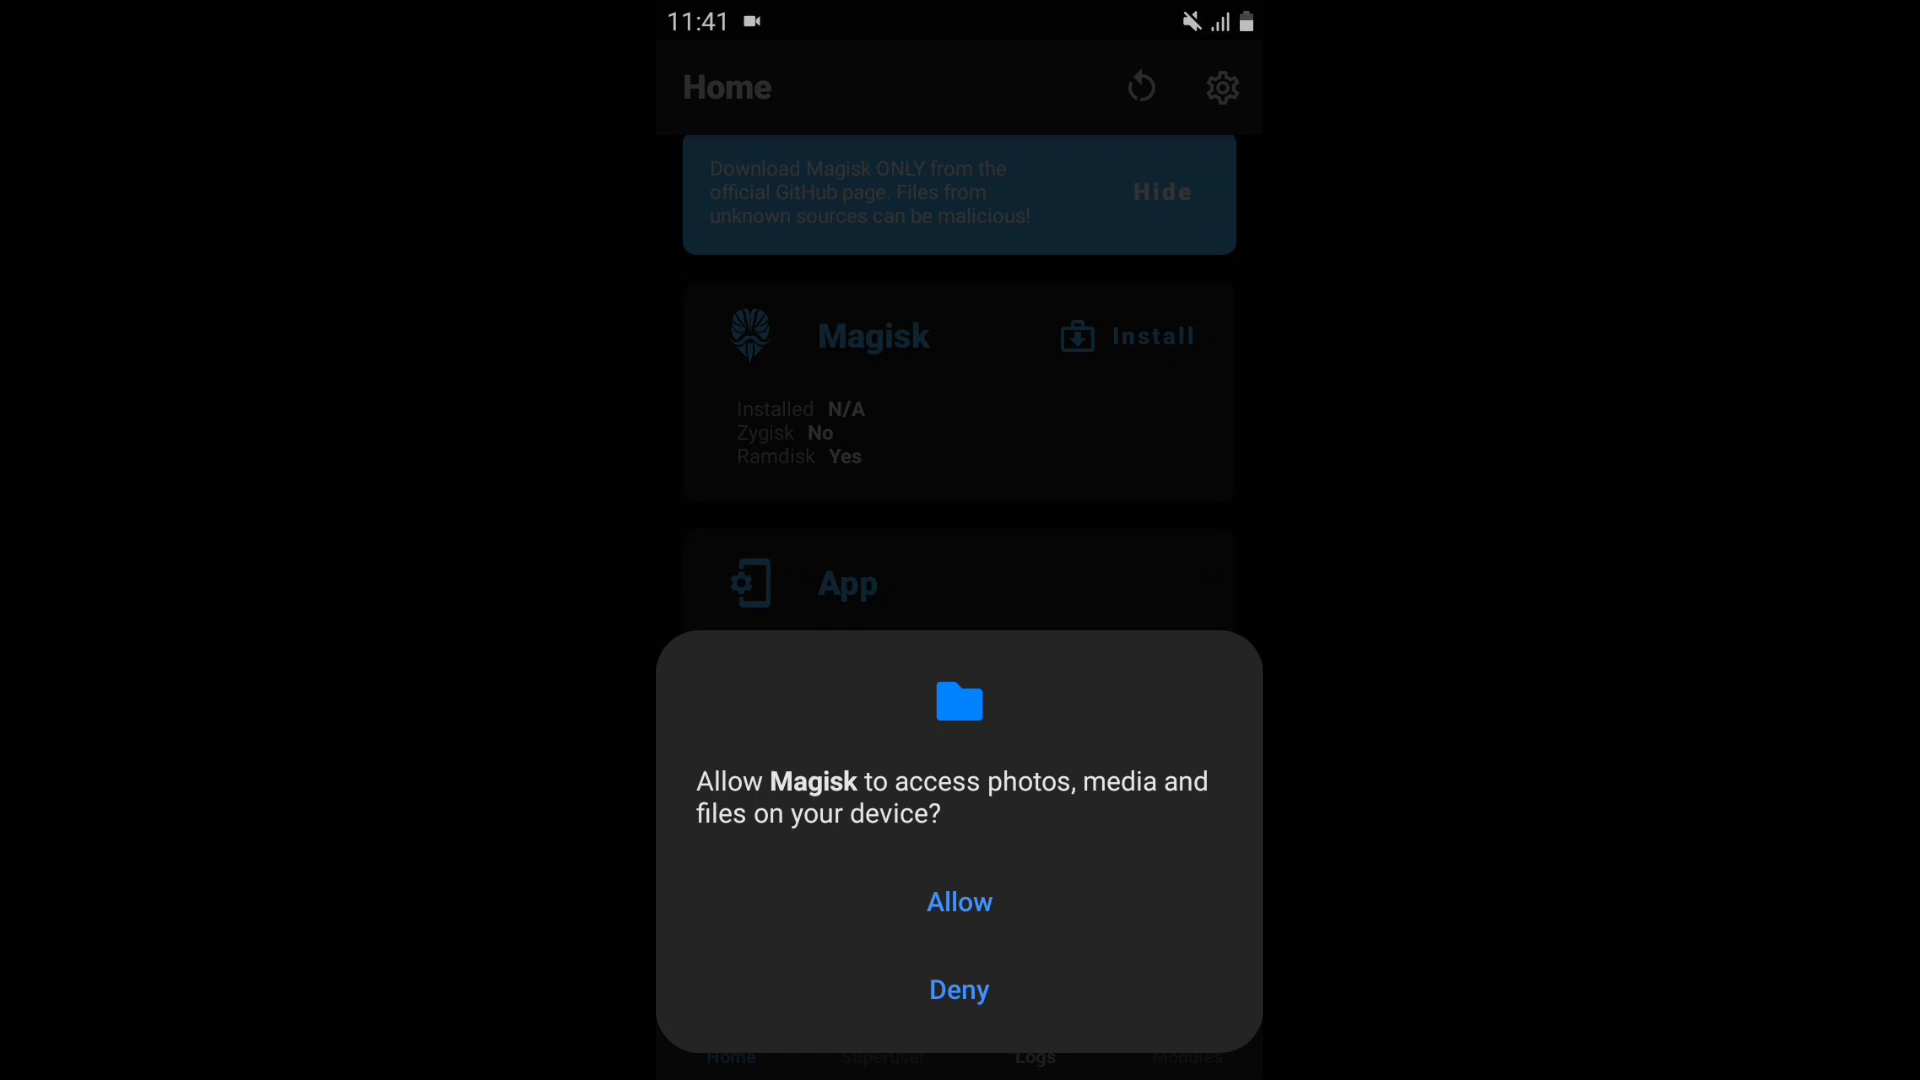 11:41
Home
Download Magisk ONLY from the
official GitHub page. Files from
unknown sources can be malicious!
Hide
Magisk
Install
Installed N/A
Zygisk No
Ramdisk Yes
App
Allow Magisk to access photos, media and
files on your device?
Allow
Deny
Home Superuser Logs Modules